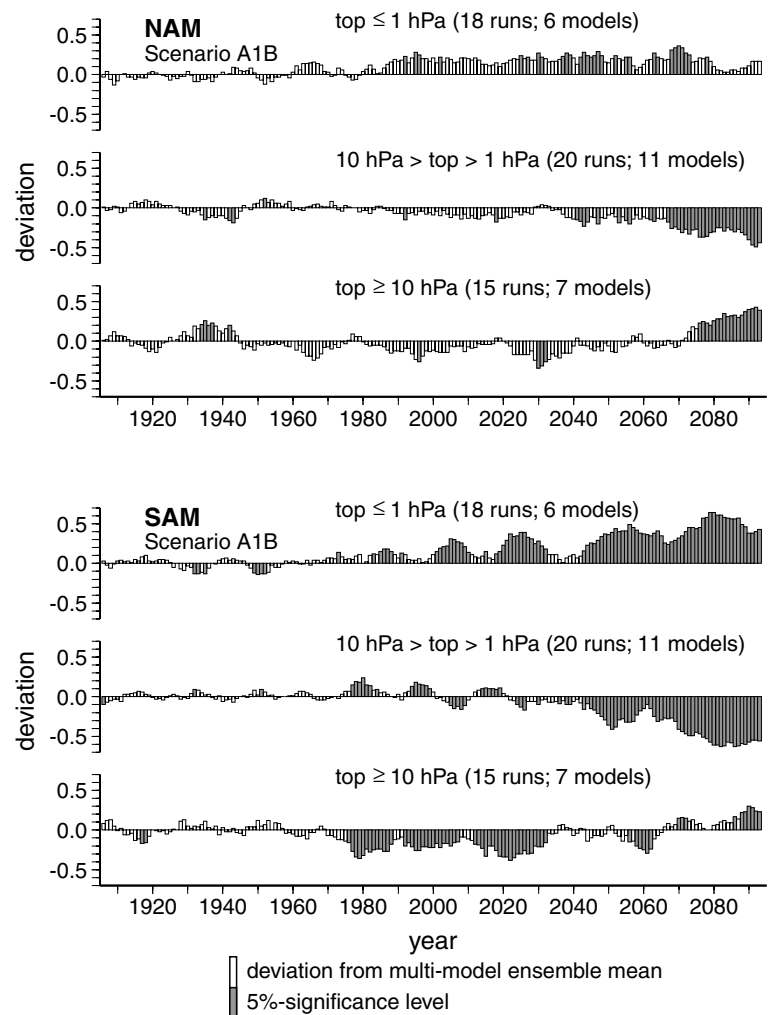 NAM
Scenario A1B
top ≤ 1 hPa (18 runs; 6 models)
0.5
0.0
-0.5
10 hPa > top > 1 hPa (20 runs; 11 models)
0.5
0.0
-0.5
deviation
top ≥ 10 hPa (15 runs; 7 models)
0.5
0.0
-0.5
1920 1940 1960 1980 2000 2020 2040 2060 2080
SAM
Scenario A1B
top ≤ 1 hPa (18 runs; 6 models)
0.5
0.0
-0.5
10 hPa > top > 1 hPa (20 runs; 11 models)
0.5
0.0
-0.5
deviation
top ≥ 10 hPa (15 runs; 7 models)
0.5
0.0
-0.5
1920 1940 1960 1980 2000 2020 2040 2060 2080
year
deviation from multi-model ensemble mean
5%-significance level